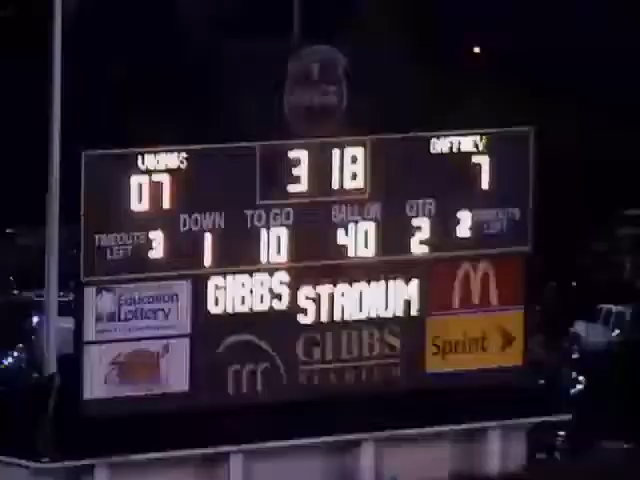 VIKINGS 3 18 GAFFNEY
07 7
DOWN TO GO BALL ON QTR
TIMEOUTS LEFT 3 1 10 40 2 2 TIMEOUTS LEFT
GIBBS STADIUM
Education Lottery
GIBBS STADIUM
Sprint